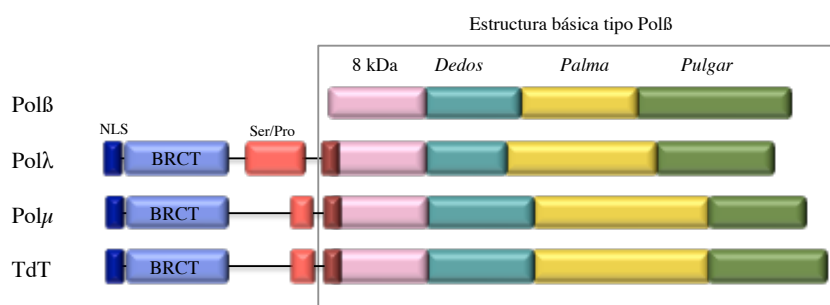 Estructura básica tipo Polß
8 kDa Dedos Palma Pulgar
Polß
NLS Ser/Pro
Polλ BRCT
Polµ BRCT
TdT BRCT